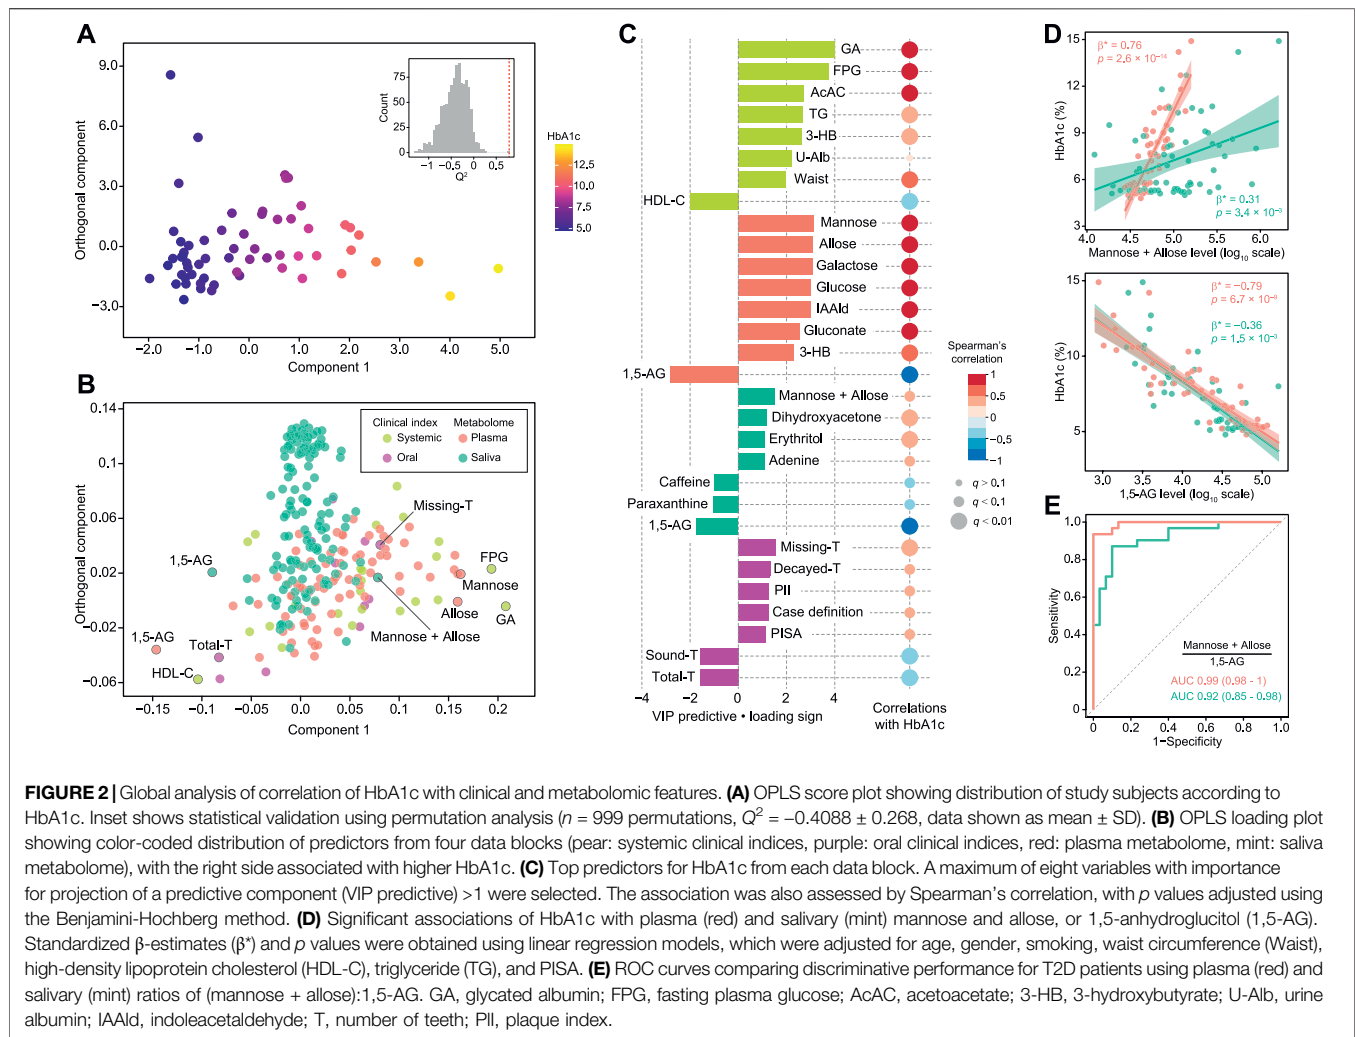 A
9.0
6.0
3.0
0.0
−3.0
Orthogonal component
−2.0 −1.0 0.0 1.0 2.0 3.0 4.0 5.0
Component 1
75
50
25
0
Count
−1 −0.5 0 0.5
Q²
HbA1c
12.5
10.0
7.5
5.0
B
0.14
0.1
0.06
0.02
−0.02
−0.06
Orthogonal component
Clinical index Metabolome
Systemic Plasma
Oral Saliva
Missing-T
1,5-AG
FPG
Mannose
Allose
GA
Mannose + Allose
1,5-AG
Total-T
HDL-C
−0.15 −0.1 −0.05 0.0 0.05 0.1 0.15 0.2
Component 1
C
−4 −2 0 2 4
GA
FPG
AcAC
TG
3-HB
U-Alb
Waist
HDL-C
Mannose
Allose
Galactose
Glucose
IAAld
Gluconate
3-HB
1,5-AG
Mannose + Allose
Dihydroxyacetone
Erythritol
Adenine
Caffeine
Paraxanthine
1,5-AG
Missing-T
Decayed-T
PlI
Case definition
PISA
Sound-T
Total-T
−4 −2 0 2 4
VIP predictive • loading sign
Correlations
with HbA1c
Spearman's
correlation
1
0.5
0
−0.5
−1
q > 0.1
q < 0.1
q < 0.01
D
15
12
9
6
3
HbA1c (%)
β* = 0.76
p = 2.6 × 10⁻¹⁴
β* = 0.31
p = 3.4 × 10⁻³
4.0 4.5 5.0 5.5 6.0
Mannose + Allose level (log₁₀ scale)
15
10
5
HbA1c (%)
β* = −0.79
p = 6.7 × 10⁻⁹
β* = −0.36
p = 1.5 × 10⁻³
3.0 3.5 4.0 4.5 5.0
1,5-AG level (log₁₀ scale)
E
1.0
0.8
0.6
0.4
0.2
0
Sensitivity
Mannose + Allose
1,5-AG
AUC 0.99 (0.98 - 1)
AUC 0.92 (0.85 - 0.98)
0 0.2 0.4 0.6 0.8 1.0
1−Specificity
FIGURE 2 | Global analysis of correlation of HbA1c with clinical and metabolomic features. (A) OPLS score plot showing distribution of study subjects according to
HbA1c. Inset shows statistical validation using permutation analysis (n = 999 permutations, Q² = −0.4088 ± 0.268, data shown as mean ± SD). (B) OPLS loading plot
showing color-coded distribution of predictors from four data blocks (pear: systemic clinical indices, purple: oral clinical indices, red: plasma metabolome, mint: saliva
metabolome), with the right side associated with higher HbA1c. (C) Top predictors for HbA1c from each data block. A maximum of eight variables with importance
for projection of a predictive component (VIP predictive) >1 were selected. The association was also assessed by Spearman's correlation, with p values adjusted using
the Benjamini-Hochberg method. (D) Significant associations of HbA1c with plasma (red) and salivary (mint) mannose and allose, or 1,5-anhydroglucitol (1,5-AG).
Standardized β-estimates (β*) and p values were obtained using linear regression models, which were adjusted for age, gender, smoking, waist circumference (Waist),
high-density lipoprotein cholesterol (HDL-C), triglyceride (TG), and PISA. (E) ROC curves comparing discriminative performance for T2D patients using plasma (red) and
salivary (mint) ratios of (mannose + allose):1,5-AG. GA, glycated albumin; FPG, fasting plasma glucose; AcAC, acetoacetate; 3-HB, 3-hydroxybutyrate; U-Alb, urine
albumin; IAAld, indoleacetaldehyde; T, number of teeth; PlI, plaque index.